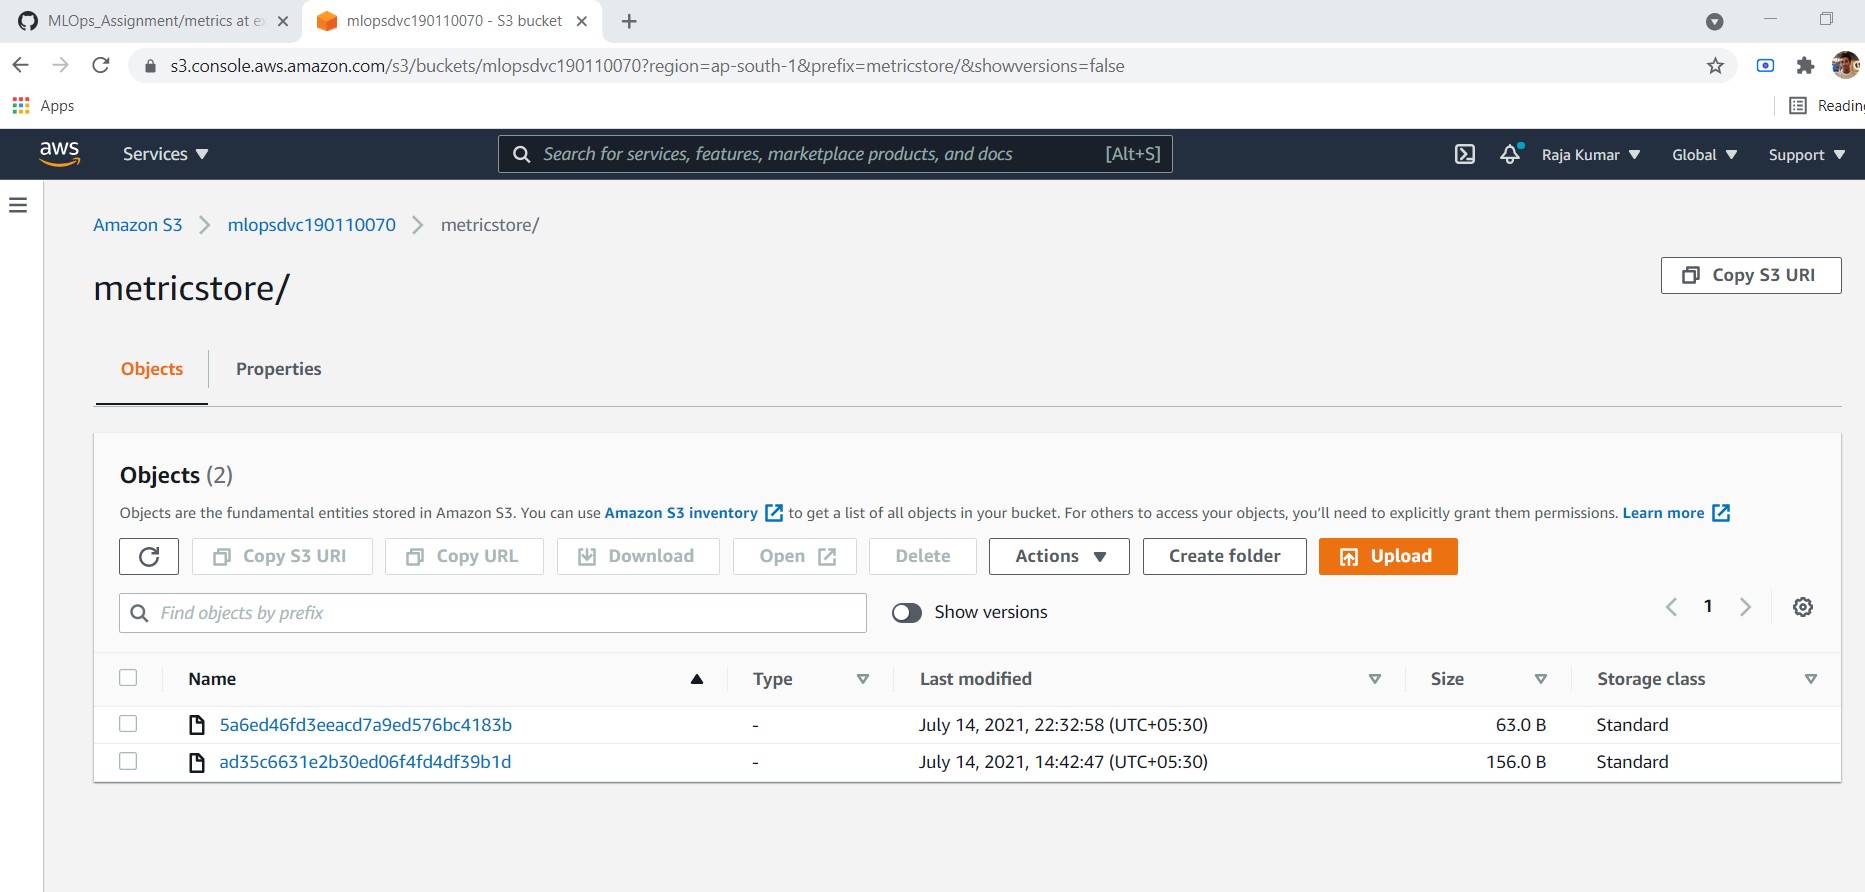 MLOps_Assignment/metrics at ex
mlopsdvc190110070 - S3 bucket
s3.console.aws.amazon.com/s3/buckets/mlopsdvc190110070?region=ap-south-1&prefix=metricstore/&showversions=false
Apps
Reading
aws Services Search for services, features, marketplace products, and docs [Alt+S] Raja Kumar Global Support
Amazon S3 mlopsdvc190110070 metricstore/
metricstore/
Copy S3 URI
Objects Properties
Objects (2)
Objects are the fundamental entities stored in Amazon S3. You can use Amazon S3 inventory to get a list of all objects in your bucket. For others to access your objects, you'll need to explicitly grant them permissions. Learn more
Copy S3 URI Copy URL Download Open Delete Actions Create folder Upload
Find objects by prefix Show versions 1
Name Type Last modified Size Storage class
5a6ed46fd3eeacd7a9ed576bc4183b - July 14, 2021, 22:32:58 (UTC+05:30) 63.0 B Standard
ad35c6631e2b30ed06f4fd4df39b1d - July 14, 2021, 14:42:47 (UTC+05:30) 156.0 B Standard